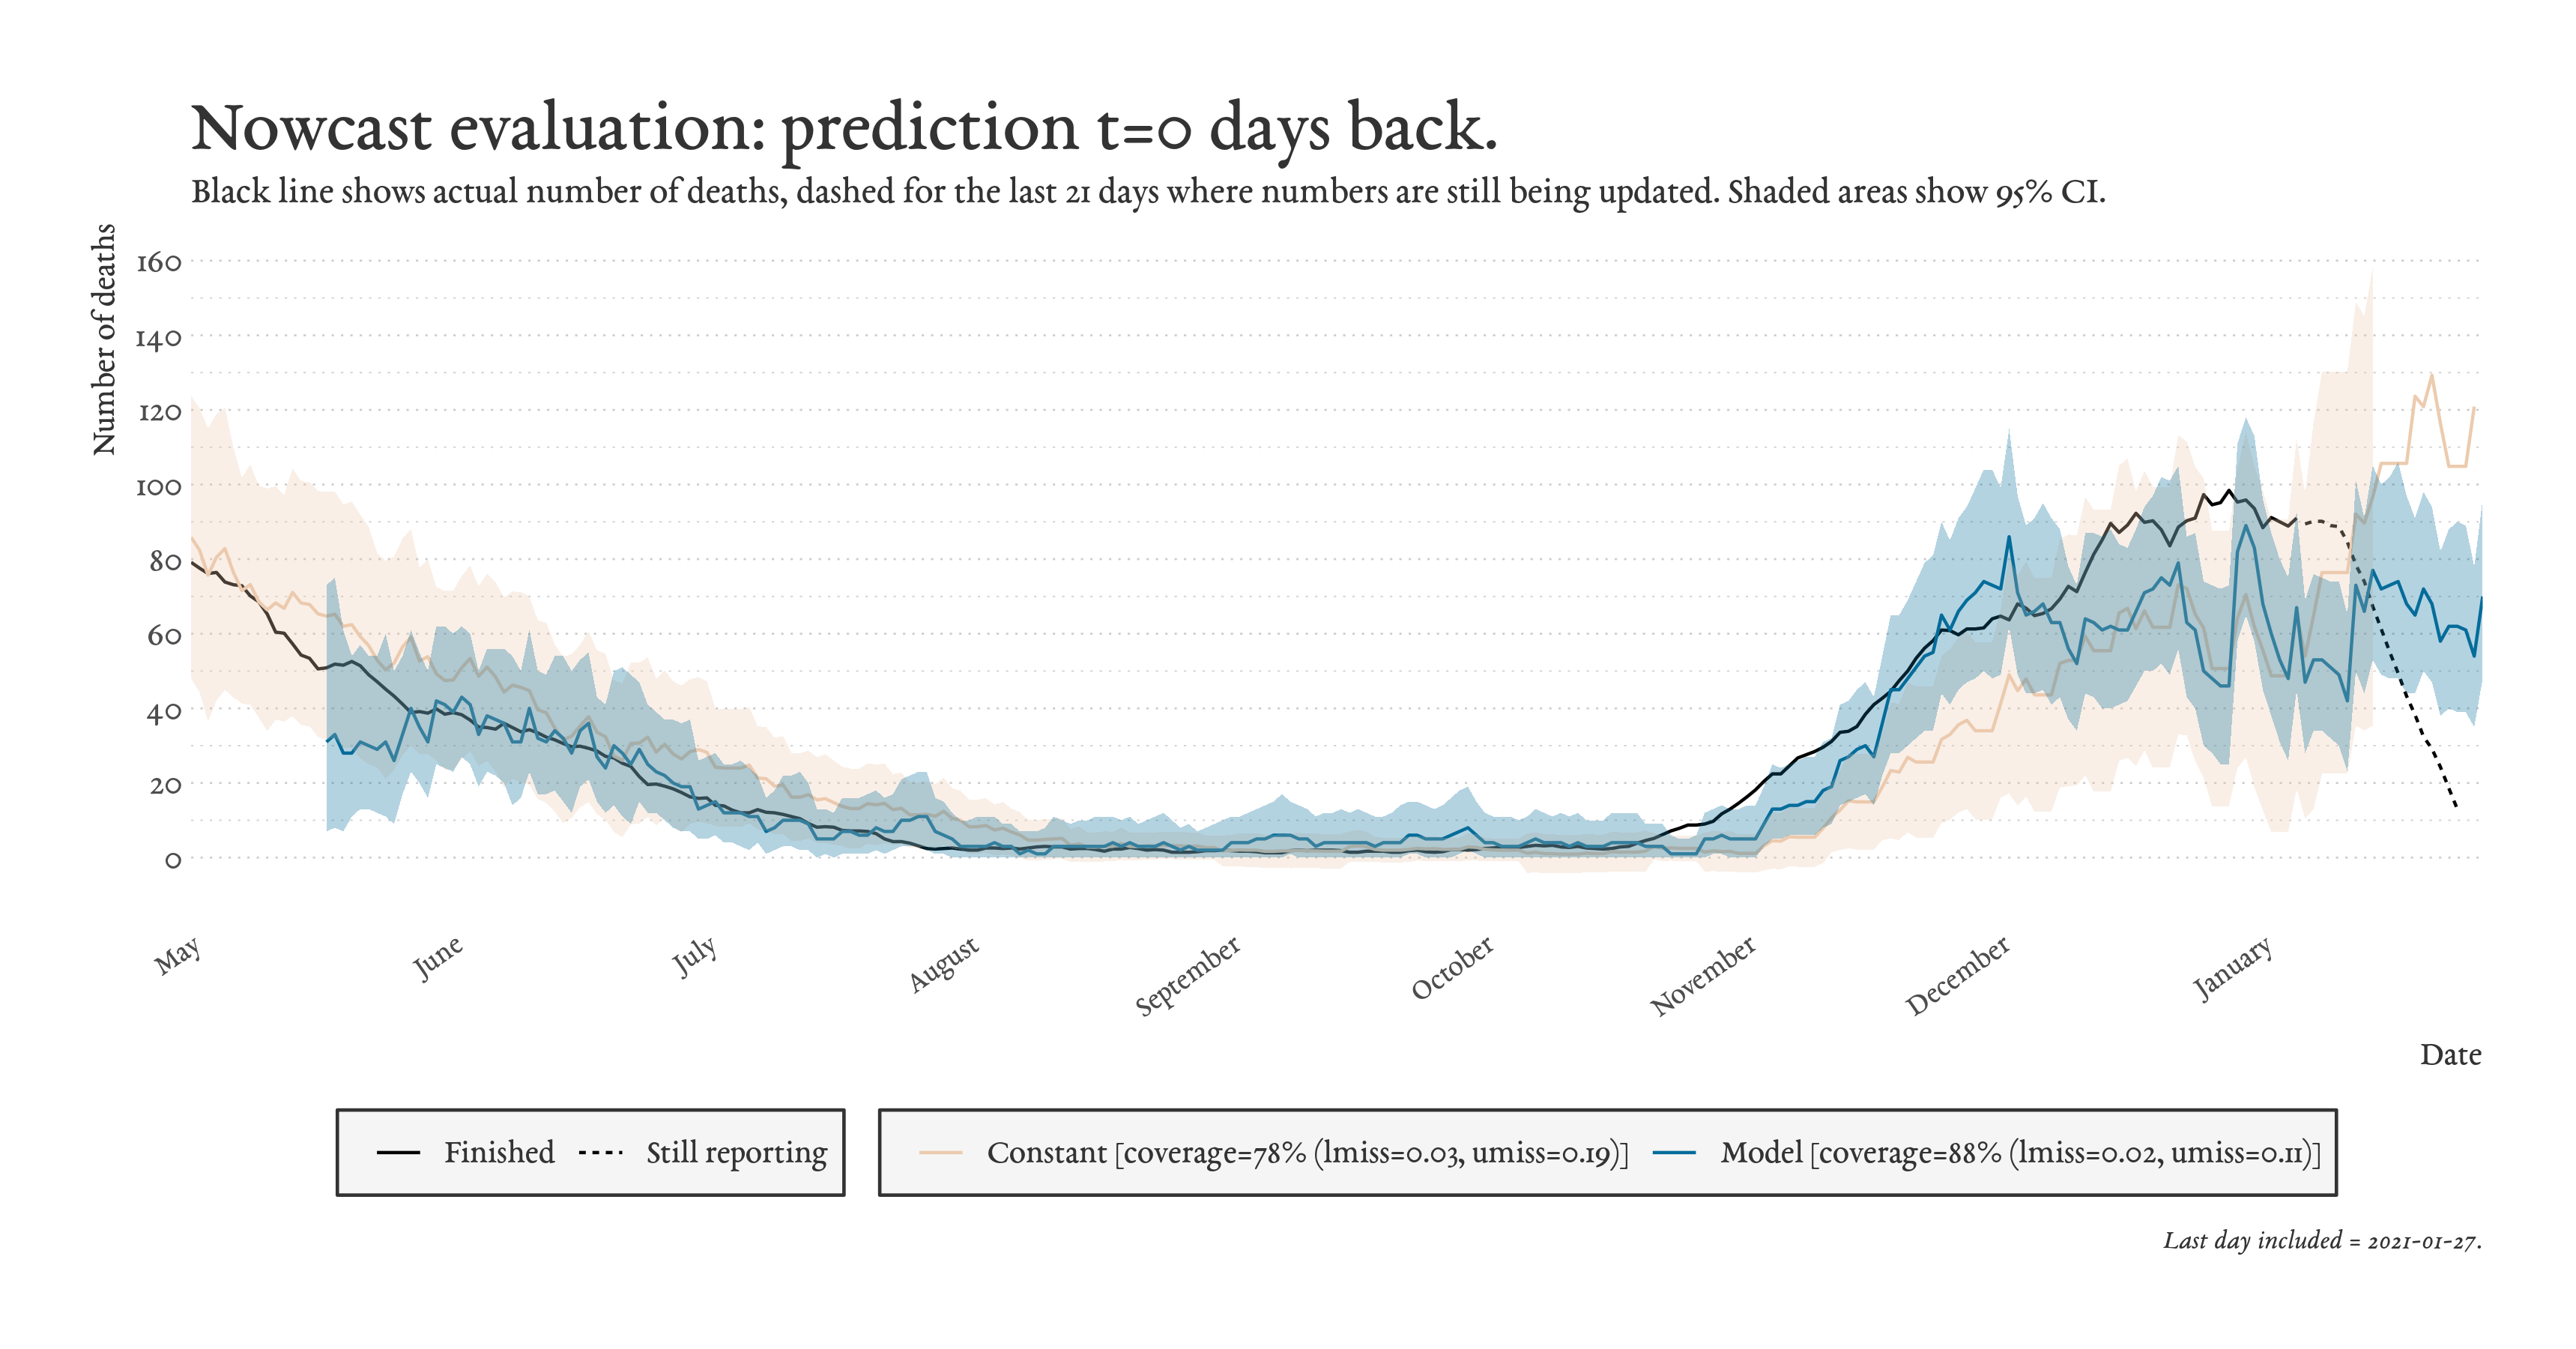 Nowcast evaluation: prediction t=0 days back.
Black line shows actual number of deaths, dashed for the last 21 days where numbers are still being updated. Shaded areas show 95% CI.
Number of deaths
160
140
120
100
80
60
40
20
0
May
June
July
August
September
October
November
December
January
Date
Finished
Still reporting
Constant [coverage=78% (lmiss=0.03, umiss=0.19)]
Model [coverage=88% (lmiss=0.02, umiss=0.11)]
Last day included = 2021-01-27.